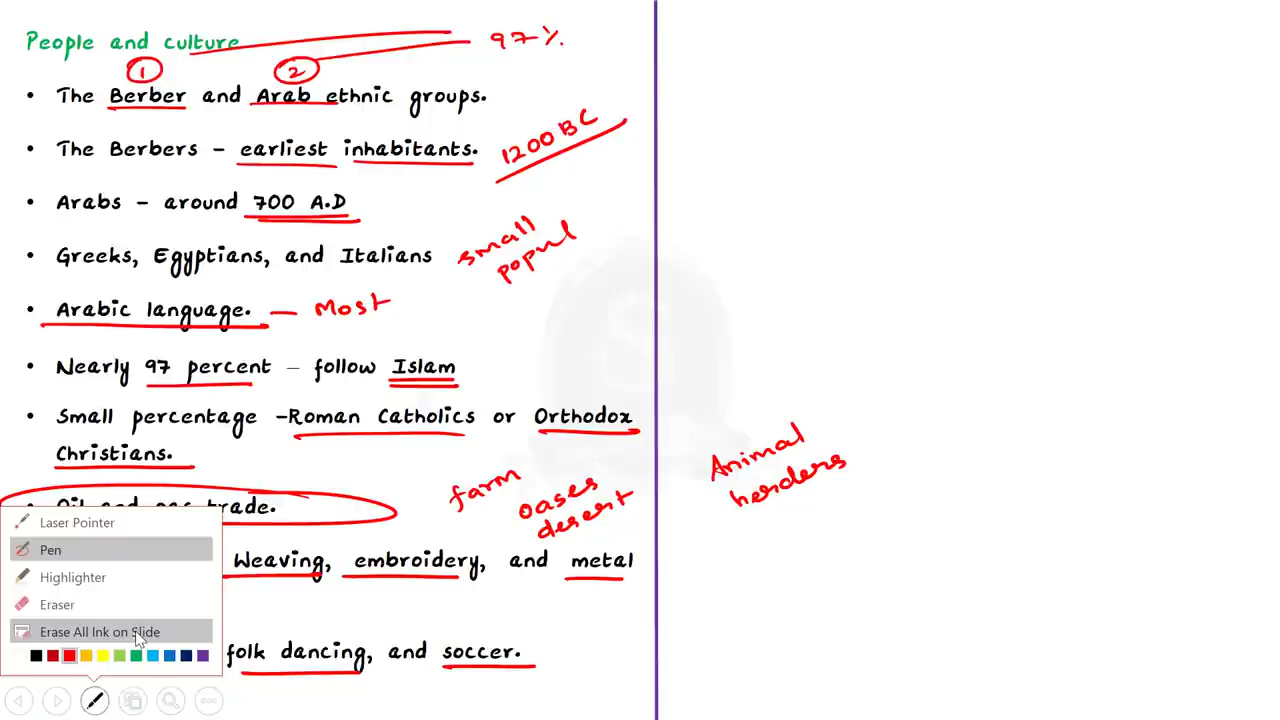 People and culture
97%
1 2
• The Berber and Arab ethnic groups.
• The Berbers - earliest inhabitants.
1200 BC
• Arabs - around 700 A.D
• Greeks, Egyptians, and Italians
small
popul
• Arabic language. - Most
• Nearly 97 percent - follow Islam
• Small percentage -Roman Catholics or Orthodox
Christians.
Animal
herders
• Oil and gas trade.
farm
oases
desert
Laser Pointer
Pen
Weaving, embroidery, and metal
Highlighter
Eraser
Erase All Ink on Slide
folk dancing, and soccer.